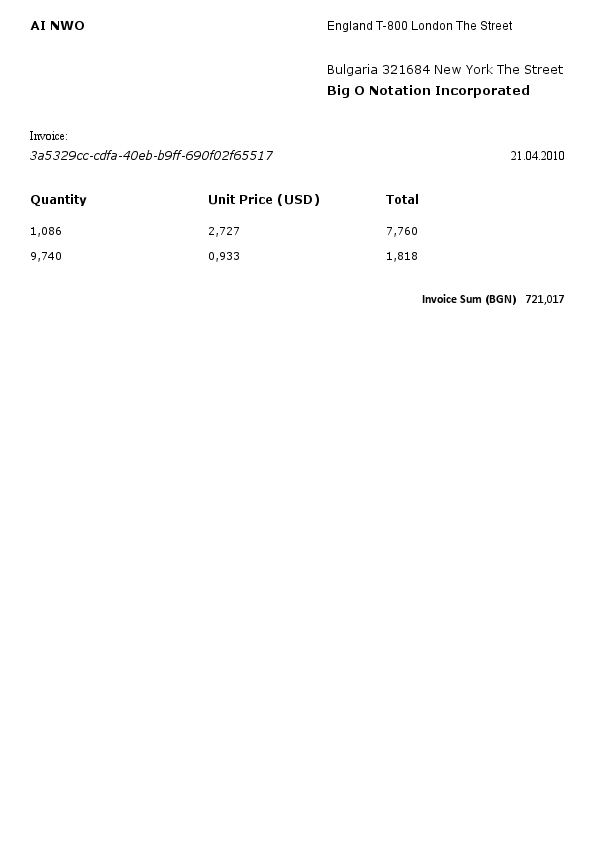 AI NWO
England T-800 London The Street
Bulgaria 321684 New York The Street
Big O Notation Incorporated
Invoice:
3a5329cc-cdfa-40eb-b9ff-690f02f65517 21.04.2010
Quantity Unit Price (USD) Total
1,086 2,727 7,760
9,740 0,933 1,818
Invoice Sum (BGN) 721,017